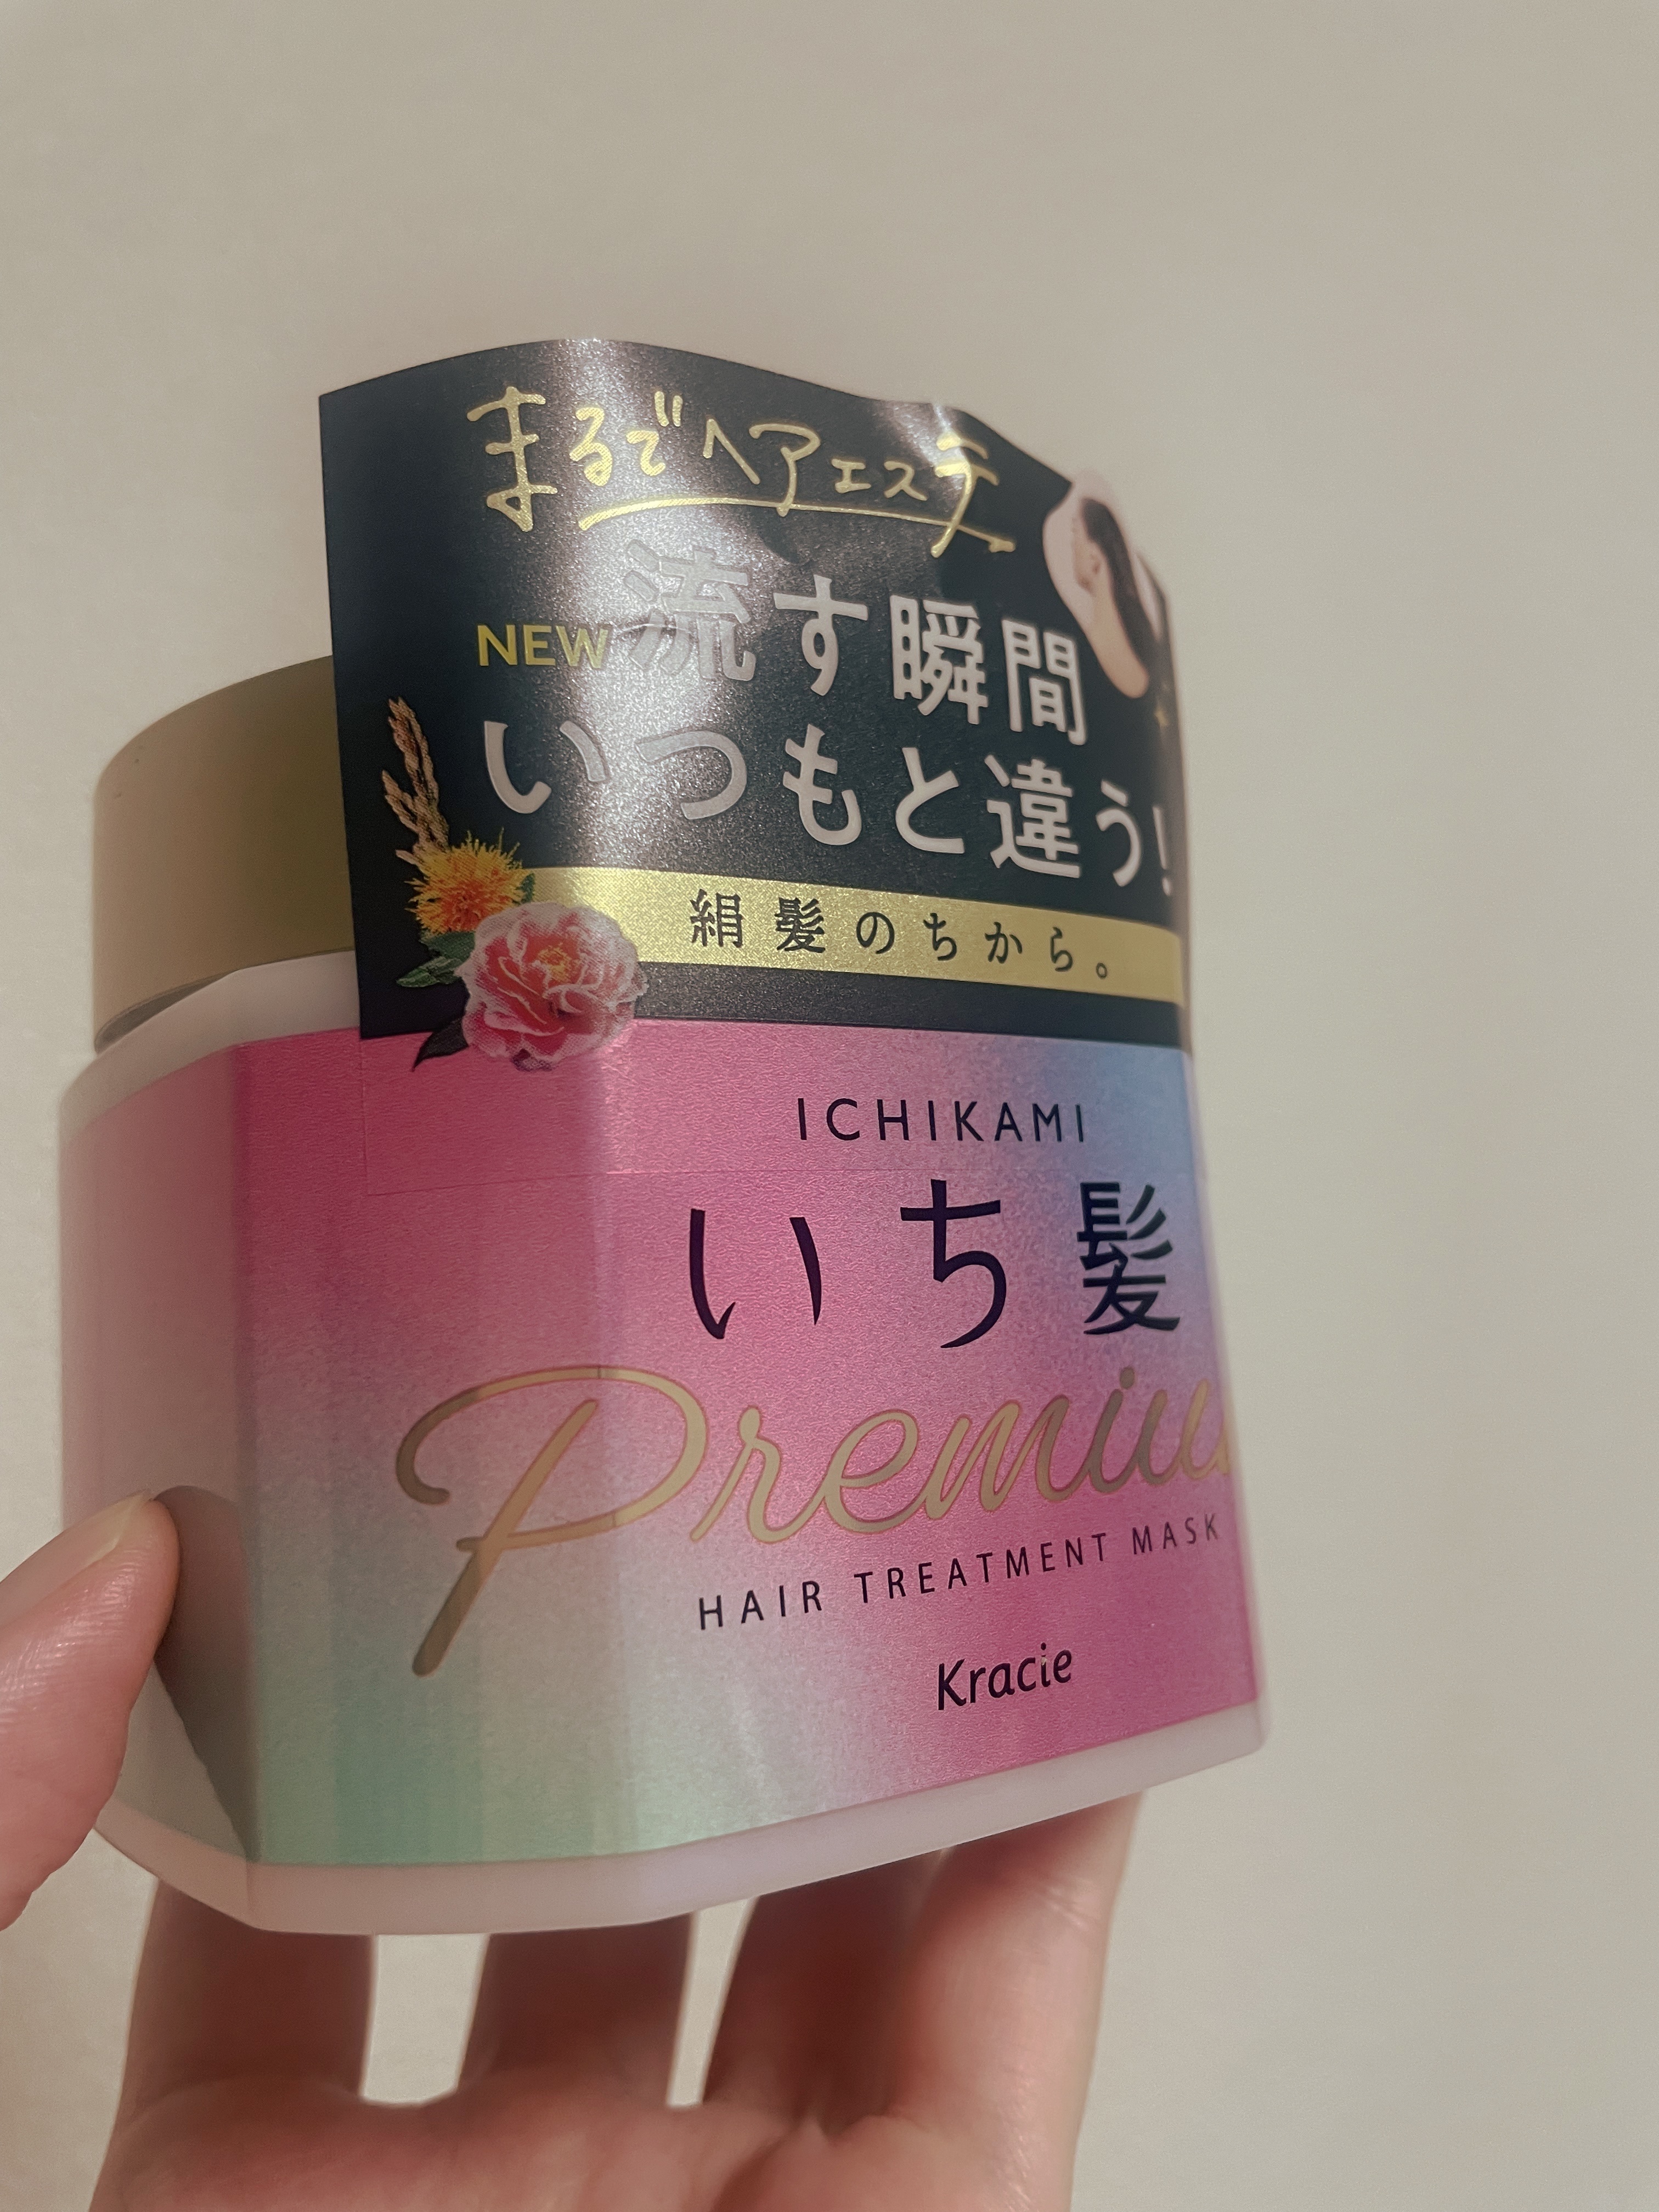 まるでヘアエステ
NEW 流す瞬間
いつもと違う!
絹髪のちから。
ICHIKAMI
いち髪
Premium
HAIR TREATMENT MASK
Kracie